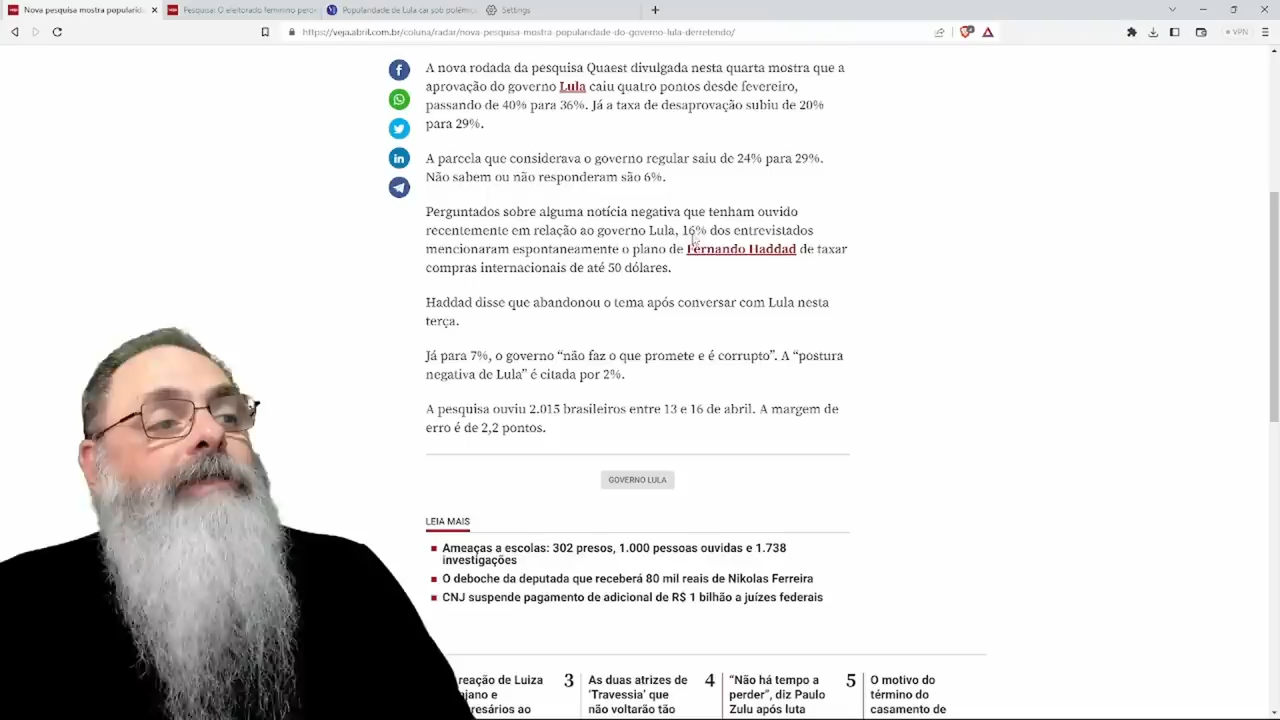 Nova pesquisa mostra popularid
Pesquisa: O eleitorado feminino pero
Popularidade de Lula cai sob polêmic
Settings
https://veja.abril.com.br/coluna/radar/nova-pesquisa-mostra-popularidade-do-governo-lula-derretendo/
VPN
A nova rodada da pesquisa Quaest divulgada nesta quarta mostra que a
aprovação do governo Lula caiu quatro pontos desde fevereiro,
passando de 40% para 36%. Já a taxa de desaprovação subiu de 20%
para 29%.
A parcela que considerava o governo regular saiu de 24% para 29%.
Não sabem ou não responderam são 6%.
Perguntados sobre alguma notícia negativa que tenham ouvido
recentemente em relação ao governo Lula, 16% dos entrevistados
mencionaram espontaneamente o plano de Fernando Haddad de taxar
compras internacionais de até 50 dólares.
Haddad disse que abandonou o tema após conversar com Lula nesta
terça.
Já para 7%, o governo “não faz o que promete e é corrupto”. A “postura
negativa de Lula” é citada por 2%.
A pesquisa ouviu 2.015 brasileiros entre 13 e 16 de abril. A margem de
erro é de 2,2 pontos.
GOVERNO LULA
LEIA MAIS
Ameaças a escolas: 302 presos, 1.000 pessoas ouvidas e 1.738
investigações
O deboche da deputada que receberá 80 mil reais de Nikolas Ferreira
CNJ suspende pagamento de adicional de R$ 1 bilhão a juízes federais
reação de Luiza
ajano e
presários ao
3
As duas atrizes de
‘Travessia’ que
não voltarão tão
4
“Não há tempo a
perder”, diz Paulo
Zulu após luta
5
O motivo do
término do
casamento de